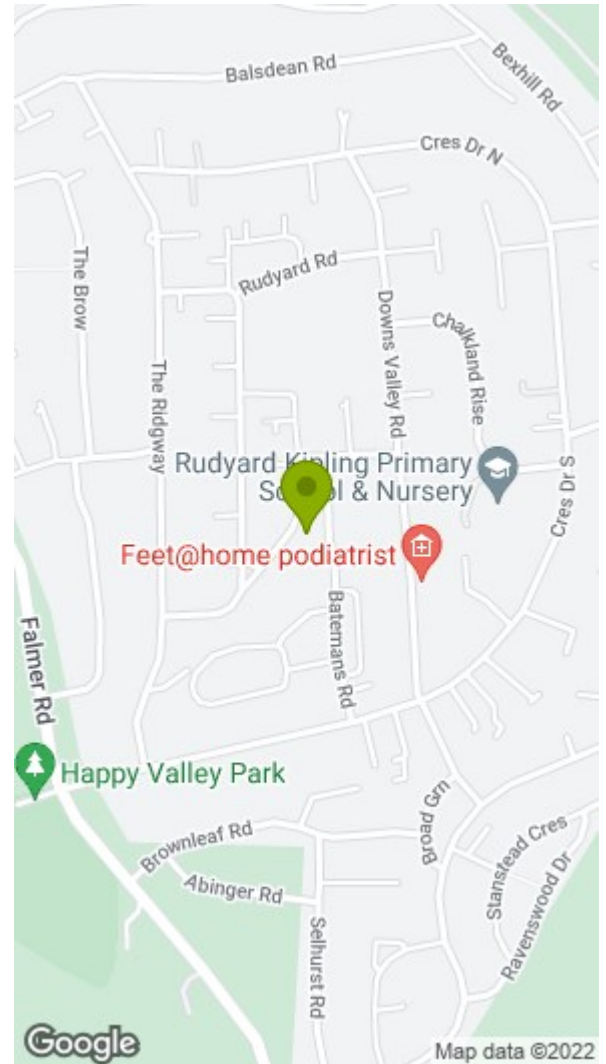 Balsdean Rd
Bexhill Rd
Cres Dr N
The Brow
Rudyard Rd
Downs Valley Rd
Chalkland Rise
The Ridgway
Rudyard Kipling Primary
School & Nursery
Cres Dr S
Feet@home podiatrist
Batemans Rd
Falmer Rd
Happy Valley Park
Broad Grn
Brownleaf Rd
Stanstead Cres
Abinger Rd
Selhurst Rd
Ravenswood Dr
Google
Map data ©2022